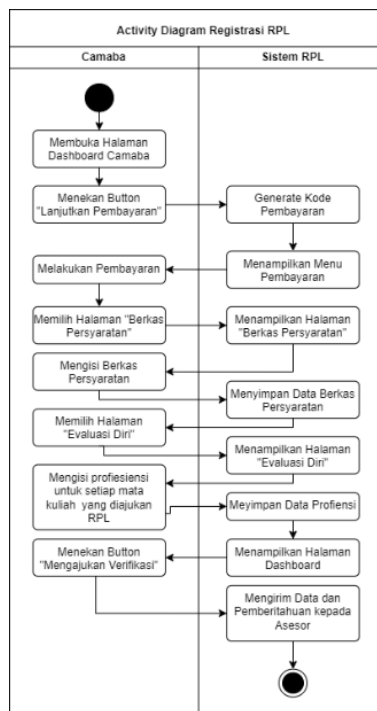 Activity Diagram Registrasi RPL
Camaba
Sistem RPL
Membuka Halaman
Dashboard Camaba
Menekan Button
"Lanjutkan Pembayaran"
Generate Kode
Pembayaran
Menampilkan Menu
Pembayaran
Melakukan Pembayaran
Memilih Halaman "Berkas
Persyaratan"
Menampilkan Halaman
"Berkas Persyaratan"
Mengisi Berkas
Persyaratan
Menyimpan Data Berkas
Persyaratan
Memilih Halaman
"Evaluasi Diri"
Menampilkan Halaman
"Evaluasi Diri"
Mengisi profiesiensi
untuk setiap mata
kuliah yang diajukan
RPL
Meyimpan Data Profiensi
Menampilkan Halaman
Dashboard
Menekan Button
"Mengajukan Verifikasi"
Mengirim Data dan
Pemberitahuan kepada
Asesor